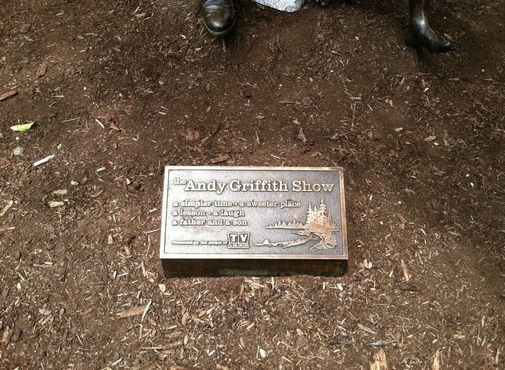 the Andy Griffith Show
a simpler time • a sweeter place
a lesson • a laugh
a father and a son
Presented by the people of TV LAND